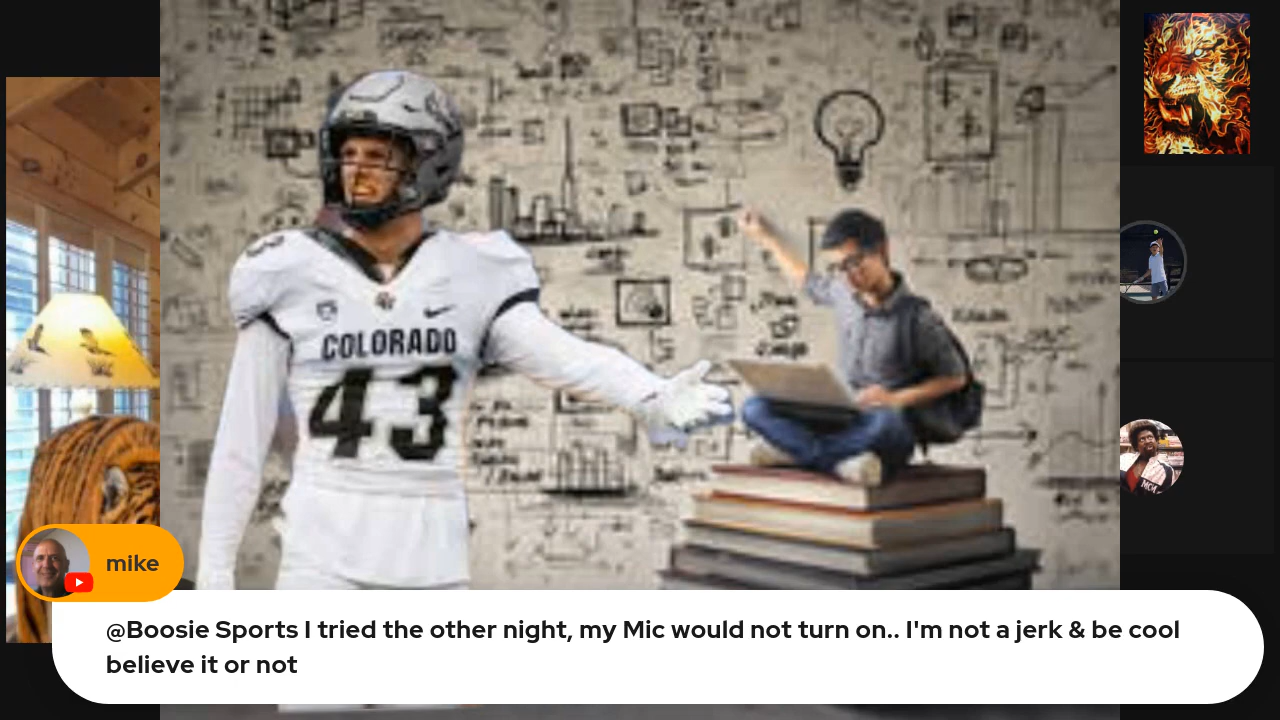 COLORADO
43
mike
@Boosie Sports I tried the other night, my Mic would not turn on.. I'm not a jerk & be cool
believe it or not